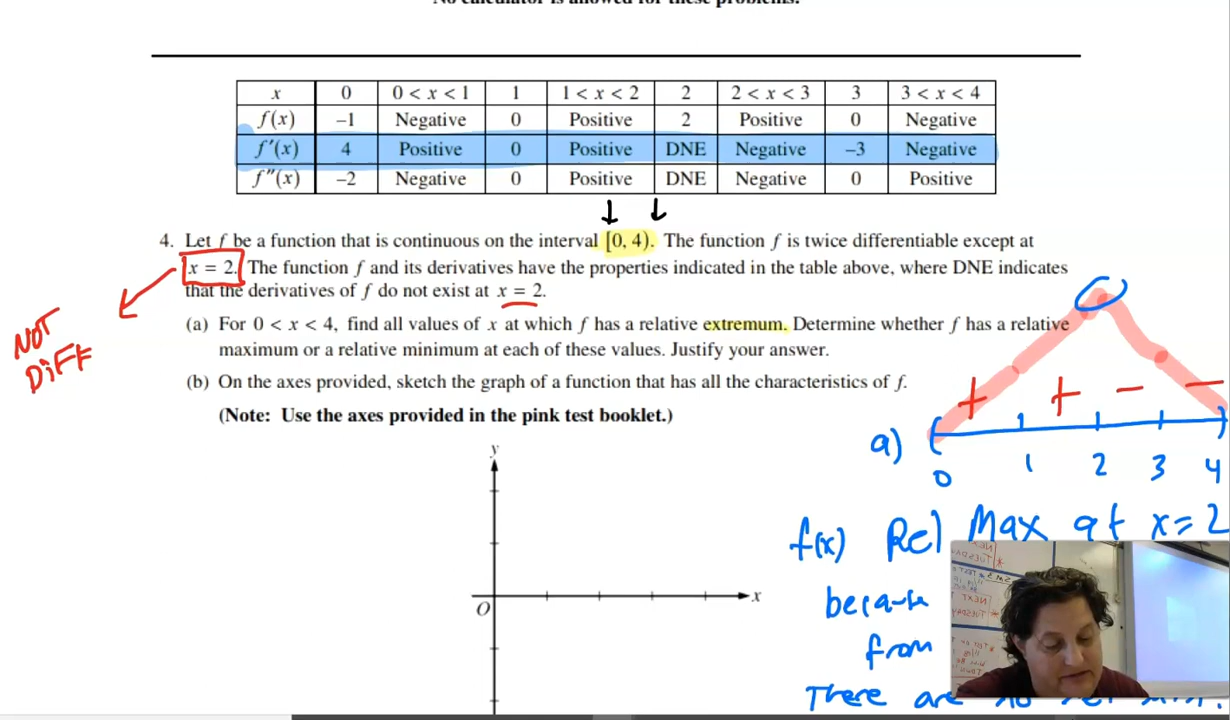 No calculator is allowed for these problems.
x 0 0 < x < 1 1 1 < x < 2 2 2 < x < 3 3 3 < x < 4
f(x) −1 Negative 0 Positive 2 Positive 0 Negative
f′(x) 4 Positive 0 Positive DNE Negative −3 Negative
f″(x) −2 Negative 0 Positive DNE Negative 0 Positive
4. Let f be a function that is continuous on the interval [0, 4). The function f is twice differentiable except at
x = 2. The function f and its derivatives have the properties indicated in the table above, where DNE indicates
that the derivatives of f do not exist at x = 2.
NOT
DIFF
(a) For 0 < x < 4, find all values of x at which f has a relative extremum. Determine whether f has a relative
maximum or a relative minimum at each of these values. Justify your answer.
(b) On the axes provided, sketch the graph of a function that has all the characteristics of f.
(Note: Use the axes provided in the pink test booklet.)
+ + − −
a)
0 1 2 3 4
y
x
O
f(x) Rel Max at x=2
because
from
There are no